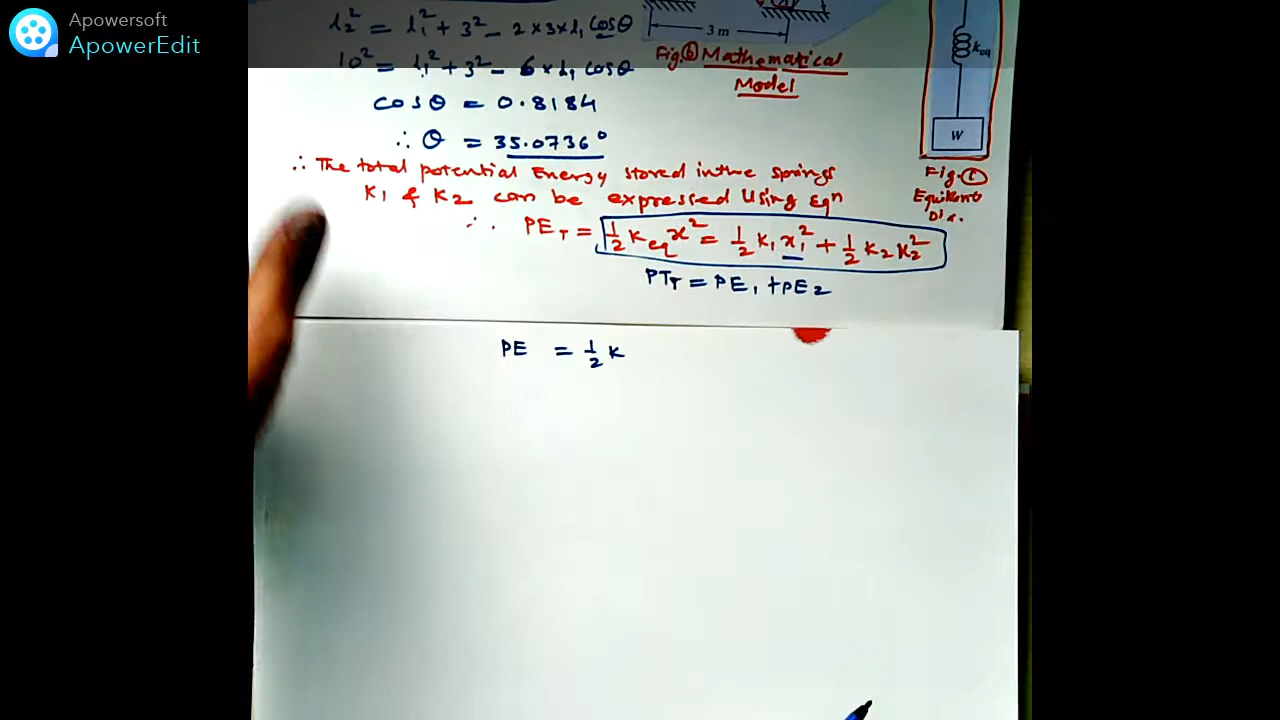 Apowersoft
ApowerEdit
l₂² = l₁² + 3² – 2 × 3 × l₁ cosθ
10² = l₁² + 3² – 6 × l₁ cosθ
cosθ = 0.8184
∴ θ = 35.0736°
3 m
Fig.ⓑ Mathematical
Model
k_eq
W
Fig-ⓒ
∴ The total potential Energy stored in the springs
K₁ & K₂ can be expressed Using Eqn
∴ PE_T = ½ K_eq x² = ½ K₁ x₁² + ½ K₂ K₂²
PT_T = PE₁ + PE₂
PE = ½ K